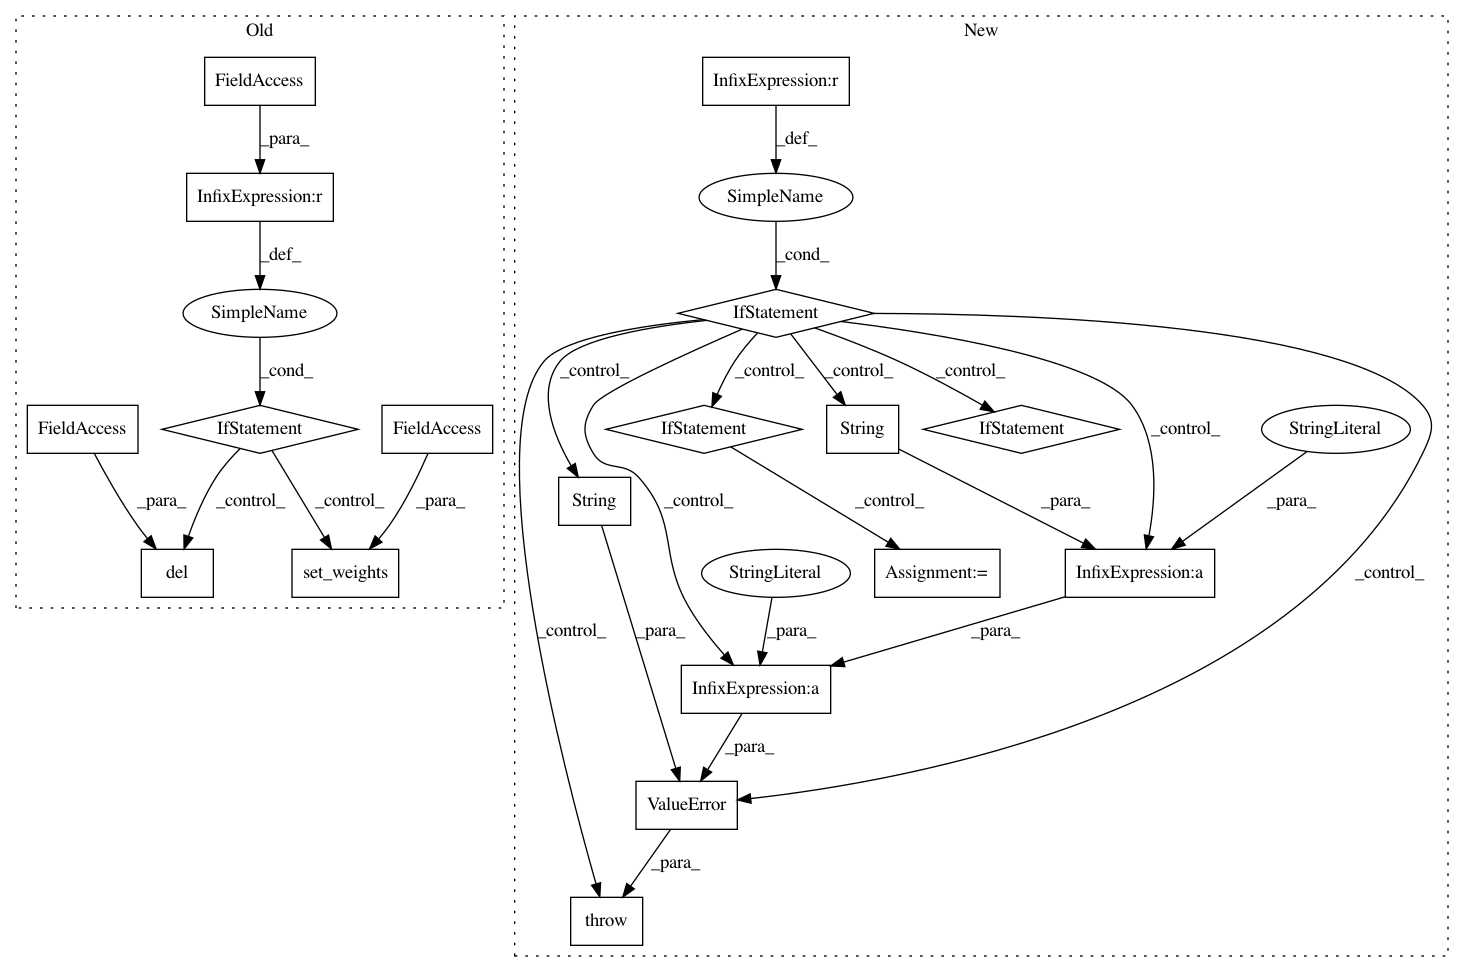 Old
New
FieldAccess
InfixExpression:r
_para_
_def_
InfixExpression:r
SimpleName
_def_
_cond_
SimpleName
IfStatement
_cond_
_control_
_control_
_control_
_control_
FieldAccess
IfStatement
FieldAccess
IfStatement
String
IfStatement
_control_
StringLiteral
_para_
_control_
_control_
_para_
String
_control_
_control_
_para_
_para_
del
set_weights
StringLiteral
Assignment:=
InfixExpression:a
_control_
_control_
_para_
_para_
_para_
InfixExpression:a
_para_
ValueError
_para_
throw